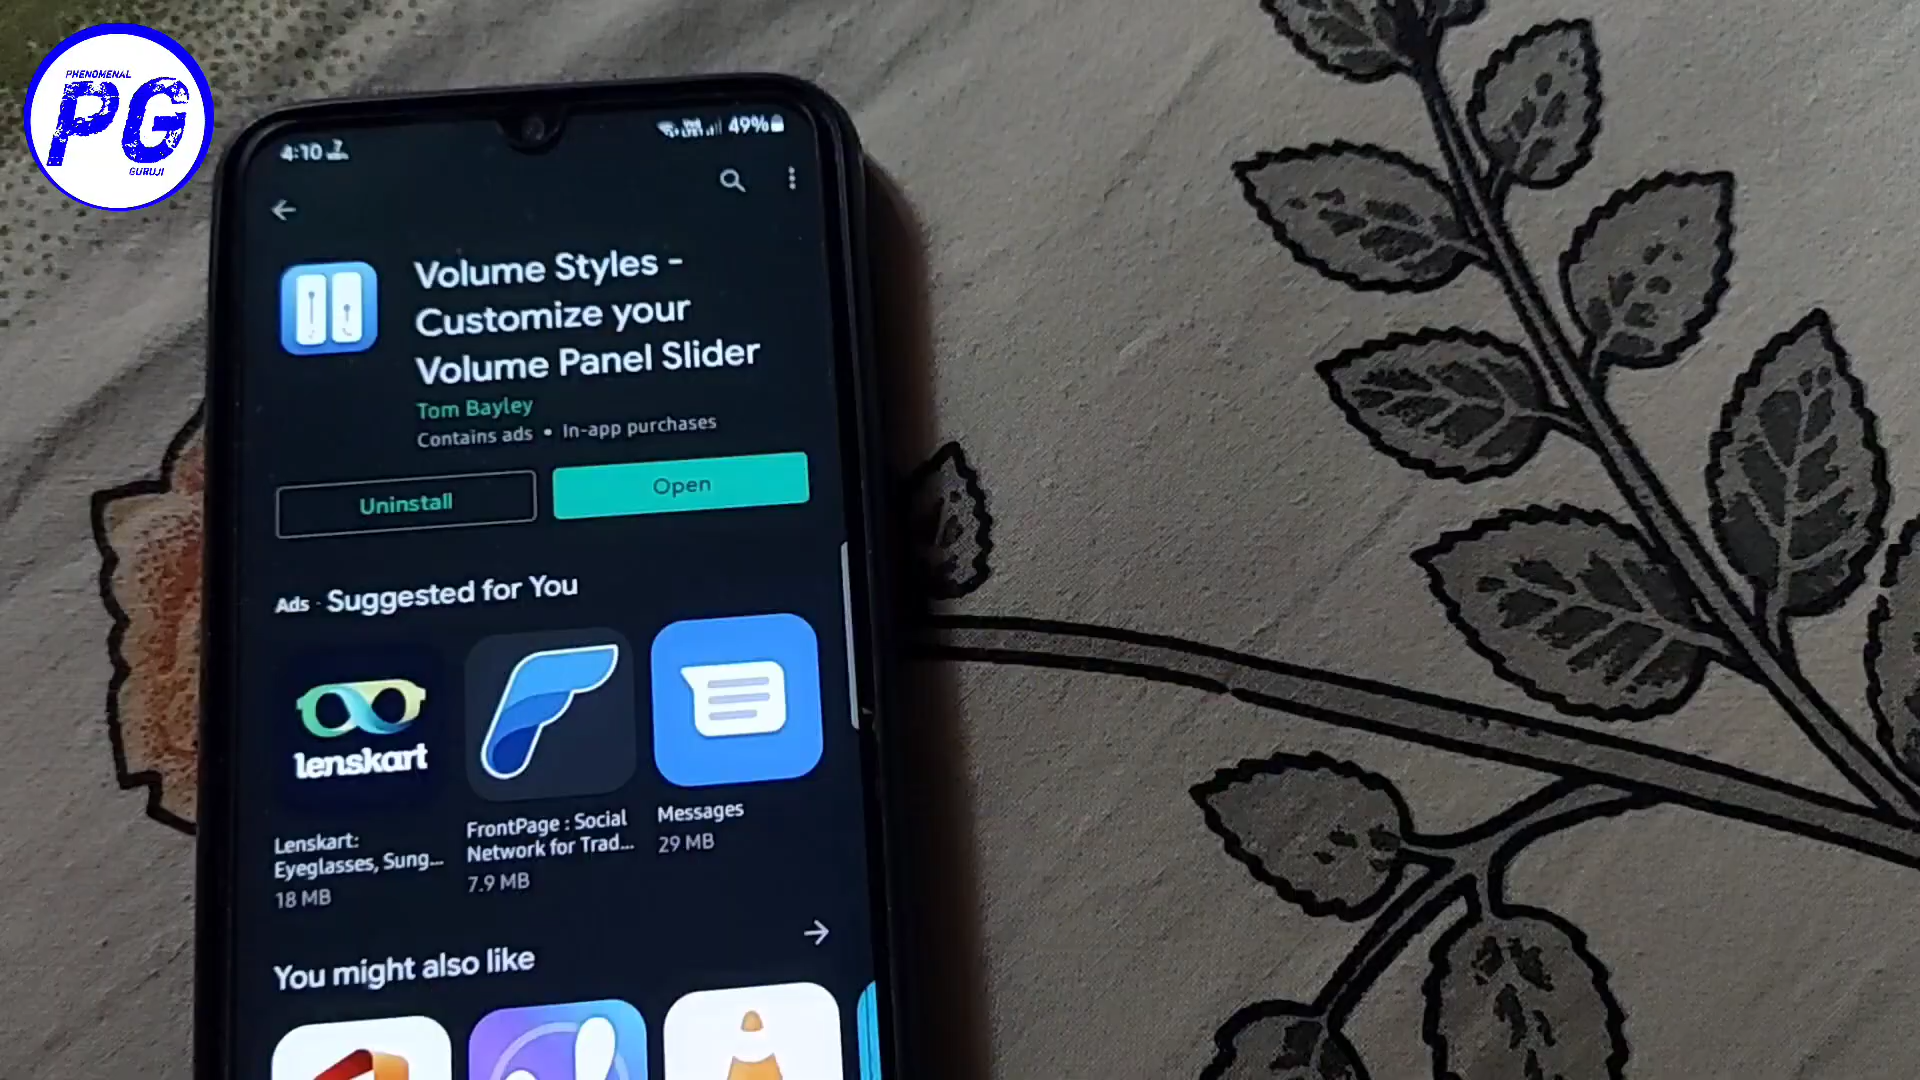 PHENOMENAL
PG
GURUJI
4:10
49%
Volume Styles -
Customize your
Volume Panel Slider
Tom Bayley
Contains ads • In-app purchases
Uninstall
Open
Ads · Suggested for You
lenskart
Lenskart:
Eyeglasses, Sung...
18 MB
FrontPage : Social
Network for Trad...
7.9 MB
Messages
29 MB
You might also like